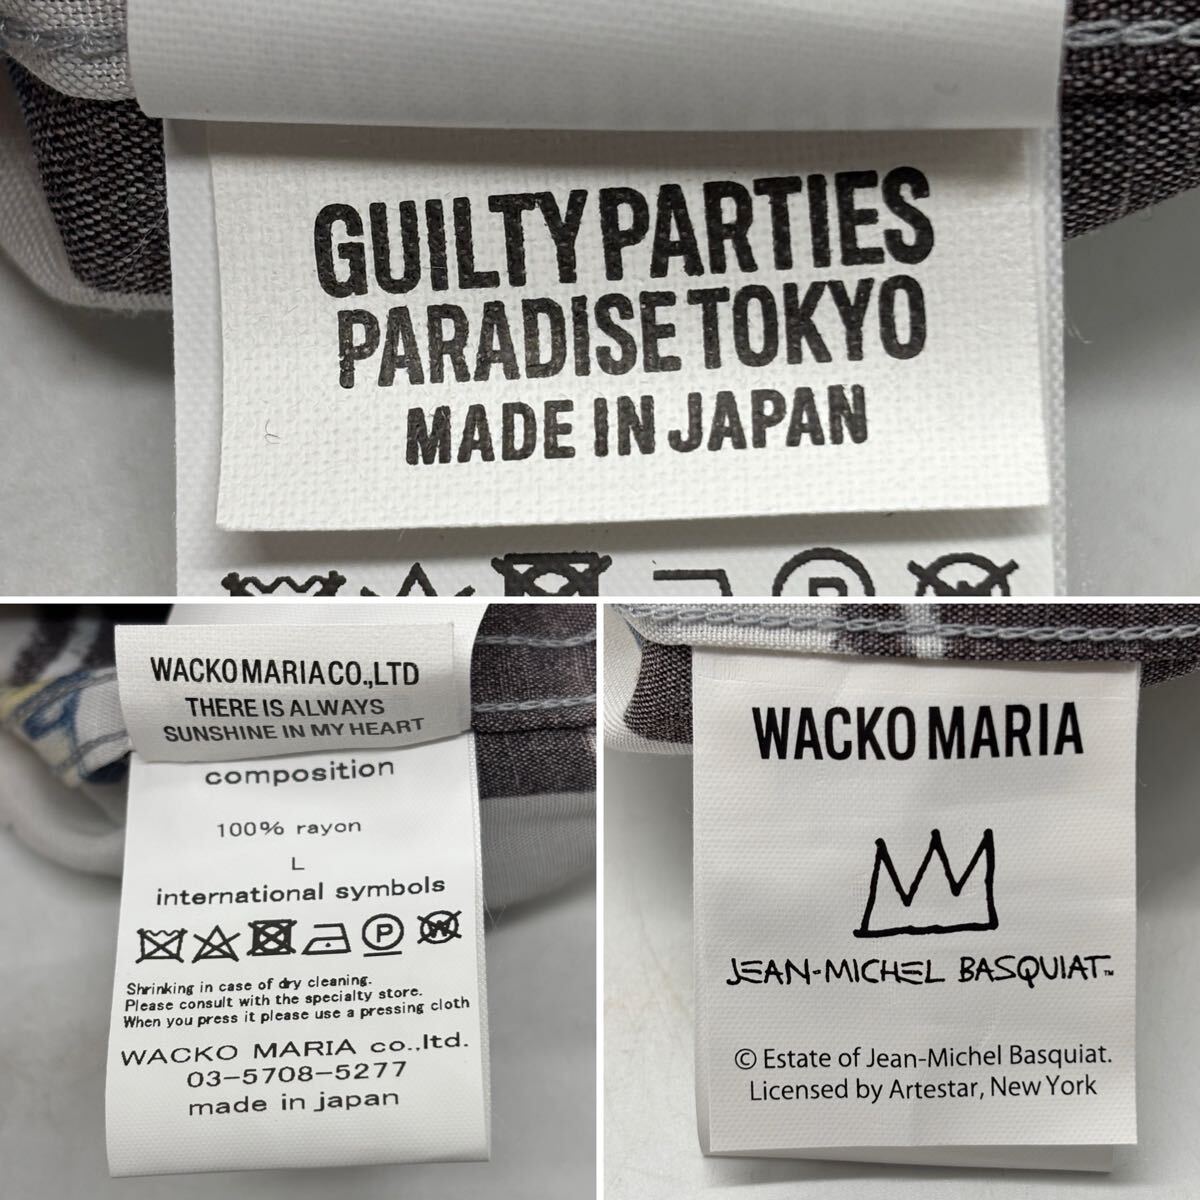 GUILTY PARTIES
PARADISE TOKYO
MADE IN JAPAN
P
WACKO MARIA CO.,LTD
THERE IS ALWAYS
SUNSHINE IN MY HEART
composition
100% rayon
L
international symbols
P W
Shrinking in case of dry cleaning.
Please consult with the specialty store.
When you press it please use a pressing cloth
WACKO MARIA co.,ltd.
03-5708-5277
made in japan
WACKO MARIA
JEAN-MICHEL BASQUIAT™
© Estate of Jean-Michel Basquiat.
Licensed by Artestar, New York